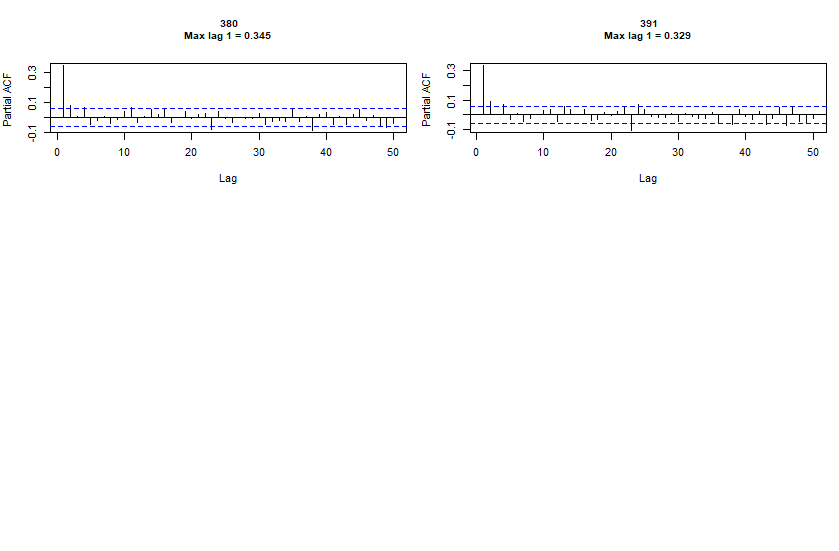 380
Max lag 1 = 0.345
Partial ACF
-0.1 0.1 0.3
0 10 20 30 40 50
Lag
391
Max lag 1 = 0.329
Partial ACF
-0.1 0.1 0.3
0 10 20 30 40 50
Lag